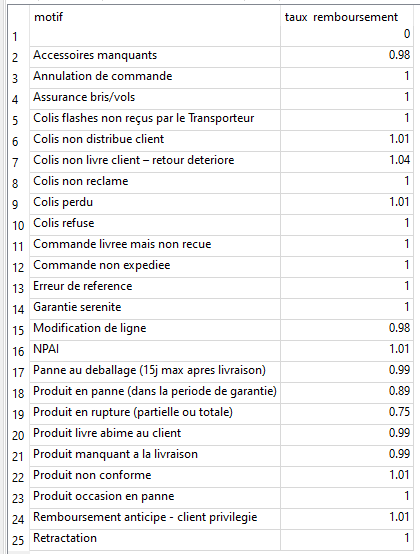 motif taux remboursement
1 0
2 Accessoires manquants 0.98
3 Annulation de commande 1
4 Assurance bris/vols 1
5 Colis flashes non reçus par le Transporteur 1
6 Colis non distribue client 1.01
7 Colis non livre client – retour deteriore 1.04
8 Colis non reclame 1
9 Colis perdu 1.01
10 Colis refuse 1
11 Commande livree mais non recue 1
12 Commande non expediee 1
13 Erreur de reference 1
14 Garantie serenite 1
15 Modification de ligne 0.98
16 NPAI 1.01
17 Panne au deballage (15j max apres livraison) 0.99
18 Produit en panne (dans la periode de garantie) 0.89
19 Produit en rupture (partielle ou totale) 0.75
20 Produit livre abime au client 0.99
21 Produit manquant a la livraison 0.99
22 Produit non conforme 1.01
23 Produit occasion en panne 1
24 Remboursement anticipe - client privilegie 1.01
25 Retractation 1